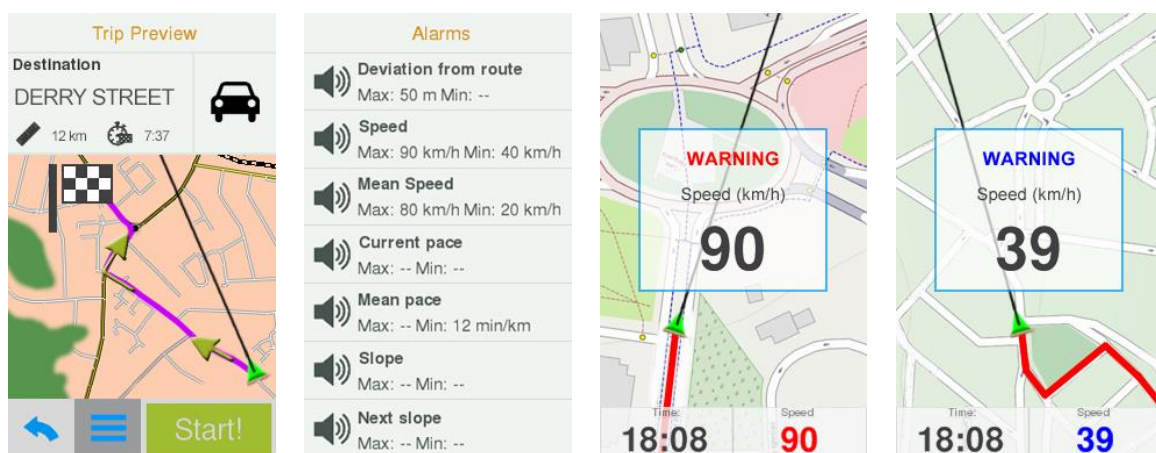 Trip Preview
Destination
DERRY STREET
12 km 7:37
Start!
Alarms
Deviation from route
Max: 50 m Min: --
Speed
Max: 90 km/h Min: 40 km/h
Mean Speed
Max: 80 km/h Min: 20 km/h
Current pace
Max: -- Min: --
Mean pace
Max: -- Min: 12 min/km
Slope
Max: -- Min: --
Next slope
Max: -- Min: --
WARNING
Speed (km/h)
90
Time: Speed
18:08 90
WARNING
Speed (km/h)
39
Time: Speed
18:08 39